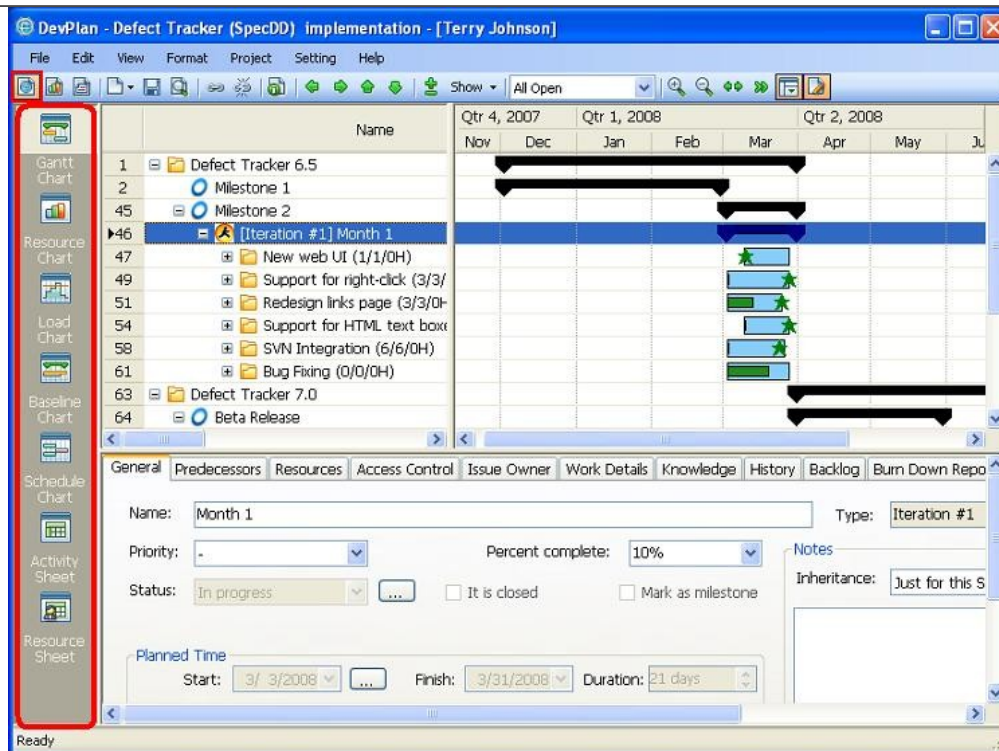 DevPlan - Defect Tracker (SpecDD) implementation - [Terry Johnson]
File Edit View Format Project Setting Help
Show All Open
Name
Qtr 4, 2007 Qtr 1, 2008 Qtr 2, 2008
Nov Dec Jan Feb Mar Apr May Ju
1 Defect Tracker 6.5
2 Milestone 1
45 Milestone 2
46 [Iteration #1] Month 1
47 New web UI (1/1/0H)
49 Support for right-click (3/3/
51 Redesign links page (3/3/0H
54 Support for HTML text boxe
58 SVN Integration (6/6/0H)
61 Bug Fixing (0/0/0H)
63 Defect Tracker 7.0
64 Beta Release
Gantt
Chart
Resource
Chart
Load
Chart
Baseline
Chart
Schedule
Chart
Activity
Sheet
Resource
Sheet
General Predecessors Resources Access Control Issue Owner Work Details Knowledge History Backlog Burn Down Repo
Name: Month 1 Type: Iteration #1
Priority: - Percent complete: 10% Notes
Status: In progress ... It is closed Mark as milestone Inheritance: Just for this S
Planned Time
Start: 3/ 3/2008 ... Finish: 3/31/2008 Duration: 21 days
Ready